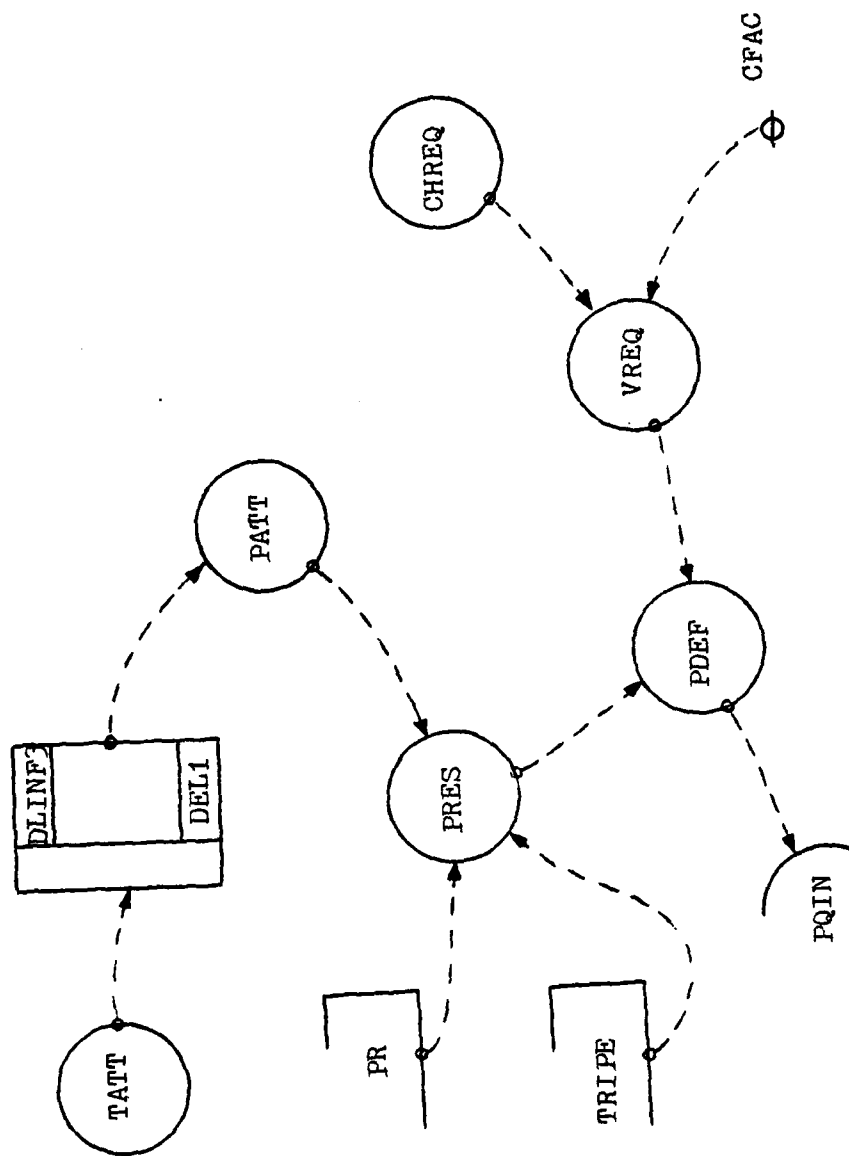 DLINF3
TATT
DEL1
PATT
PR
CHREQ
PRES
TRIPE
VREQ
PDEF
CFAC
PQIN